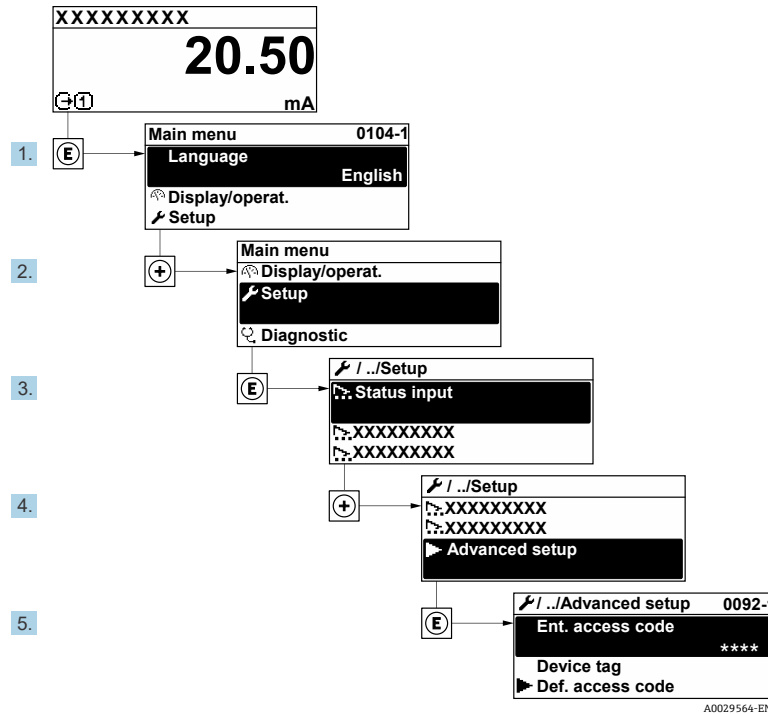 XXXXXXXXX
20.50
1 mA
Main menu 0104-1
1. E Language
English
Display/operat.
Setup
Main menu
2. + Display/operat.
Setup
Diagnostic
/ ../Setup
3. E Status input
XXXXXXXXX
XXXXXXXXX
/ ../Setup
4. + XXXXXXXXX
XXXXXXXXX
Advanced setup
/ ../Advanced setup 0092-
5. E Ent. access code
****
Device tag
Def. access code
A0029564-EN